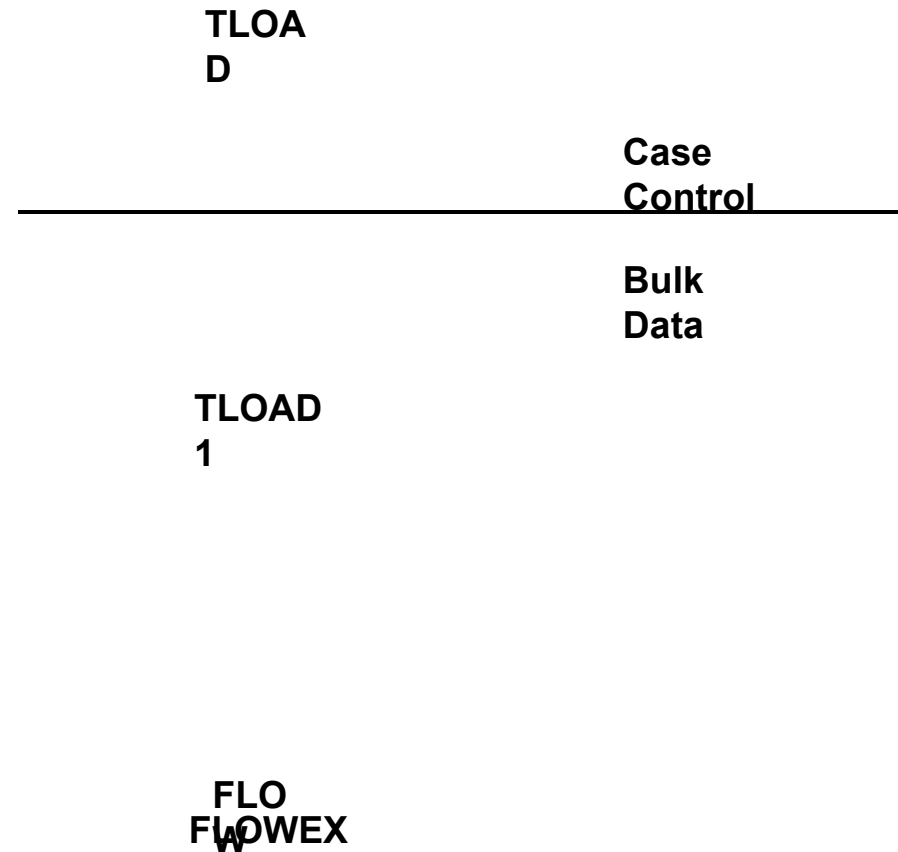 TLOA
D
Case
Control
Bulk
Data
TLOAD
1
FLO
W
FLOWEX